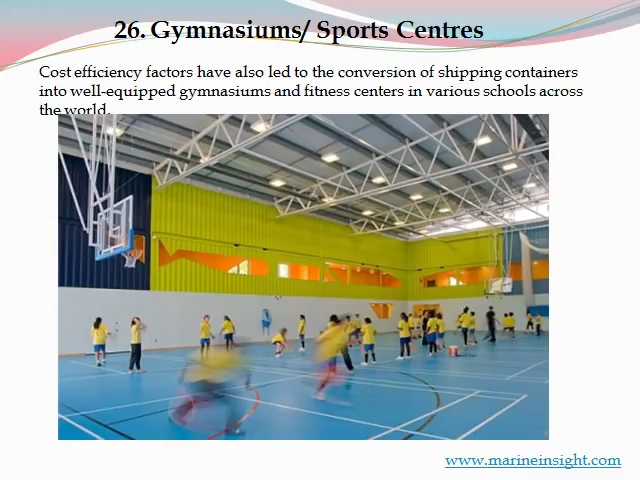 26. Gymnasiums/ Sports Centres
Cost efficiency factors have also led to the conversion of shipping containers
into well-equipped gymnasiums and fitness centers in various schools across
the world.
www.marineinsight.com